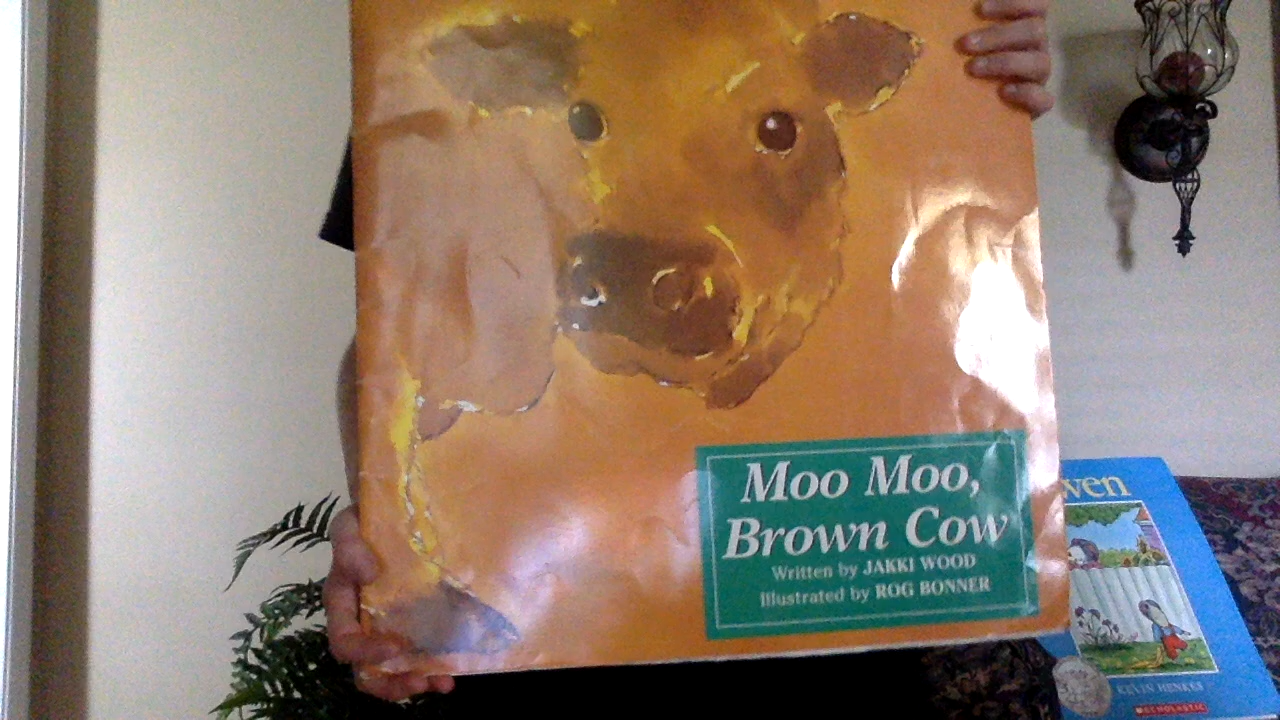 Moo Moo,
Brown Cow
Written by JAKKI WOOD
Illustrated by ROG BONNER
wen
KEVIN HENKES
SCHOLASTIC